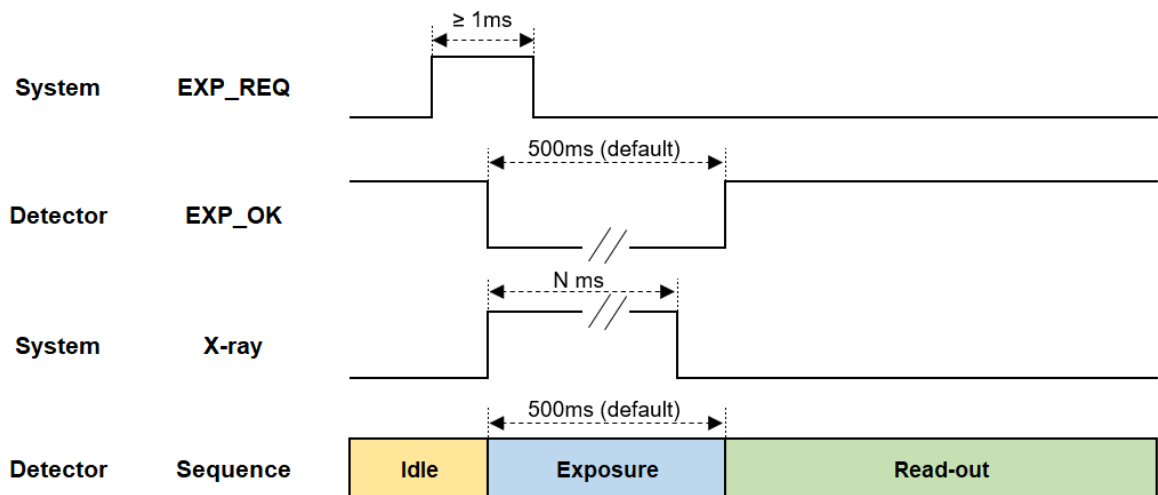 ≥ 1ms
System EXP_REQ
500ms (default)
Detector EXP_OK
N ms
System X-ray
500ms (default)
Detector Sequence Idle Exposure Read-out